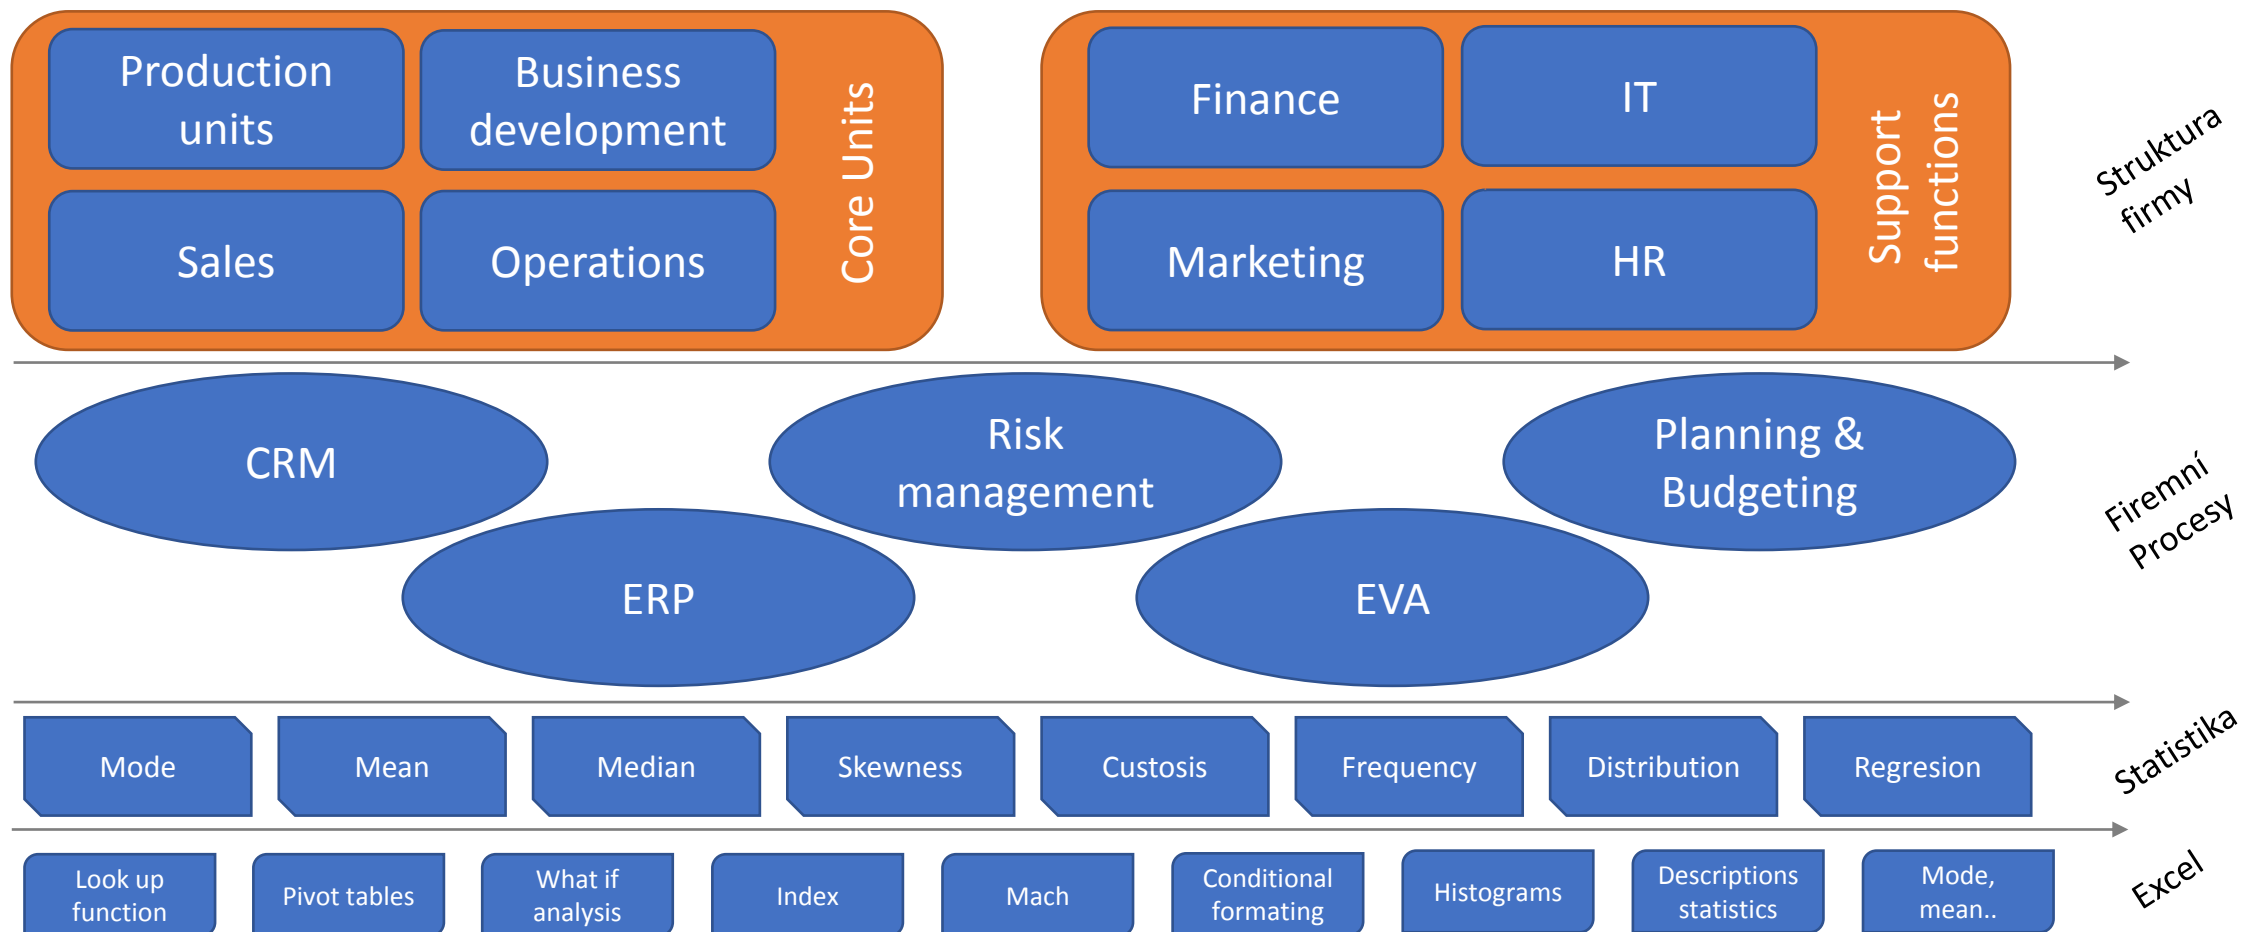 Production
units
Business
development
Sales
Operations
Core Units
Finance
IT
Marketing
HR
Support
functions
Struktura
firmy
CRM
Risk
management
Planning &
Budgeting
ERP
EVA
Firemní
Procesy
Mode
Mean
Median
Skewness
Custosis
Frequency
Distribution
Regresion
Statistika
Look up
function
Pivot tables
What if
analysis
Index
Mach
Conditional
formating
Histograms
Descriptions
statistics
Mode,
mean..
Excel